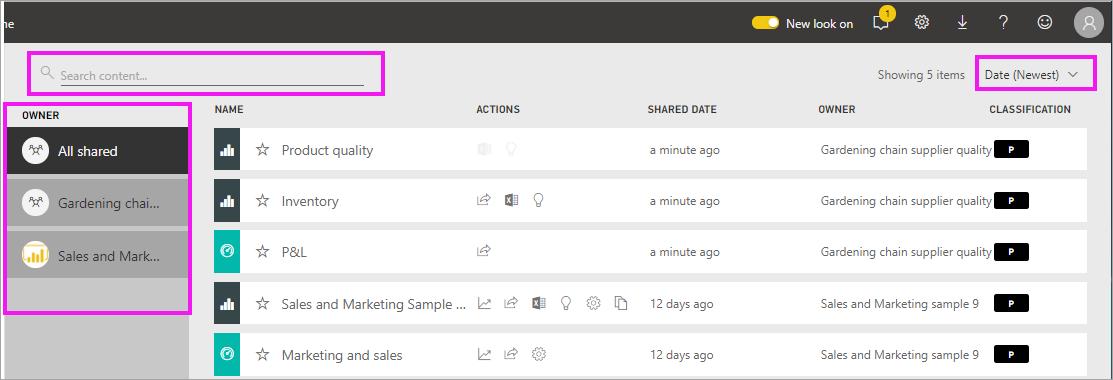 me
New look on
1
Search content...
Showing 5 items
Date (Newest)
OWNER
All shared
Gardening chai...
Sales and Mark...
NAME ACTIONS SHARED DATE OWNER CLASSIFICATION
Product quality a minute ago Gardening chain supplier quality P
Inventory a minute ago Gardening chain supplier quality P
P&L a minute ago Gardening chain supplier quality P
Sales and Marketing Sample ... 12 days ago Sales and Marketing sample 9 P
Marketing and sales 12 days ago Sales and Marketing sample 9 P